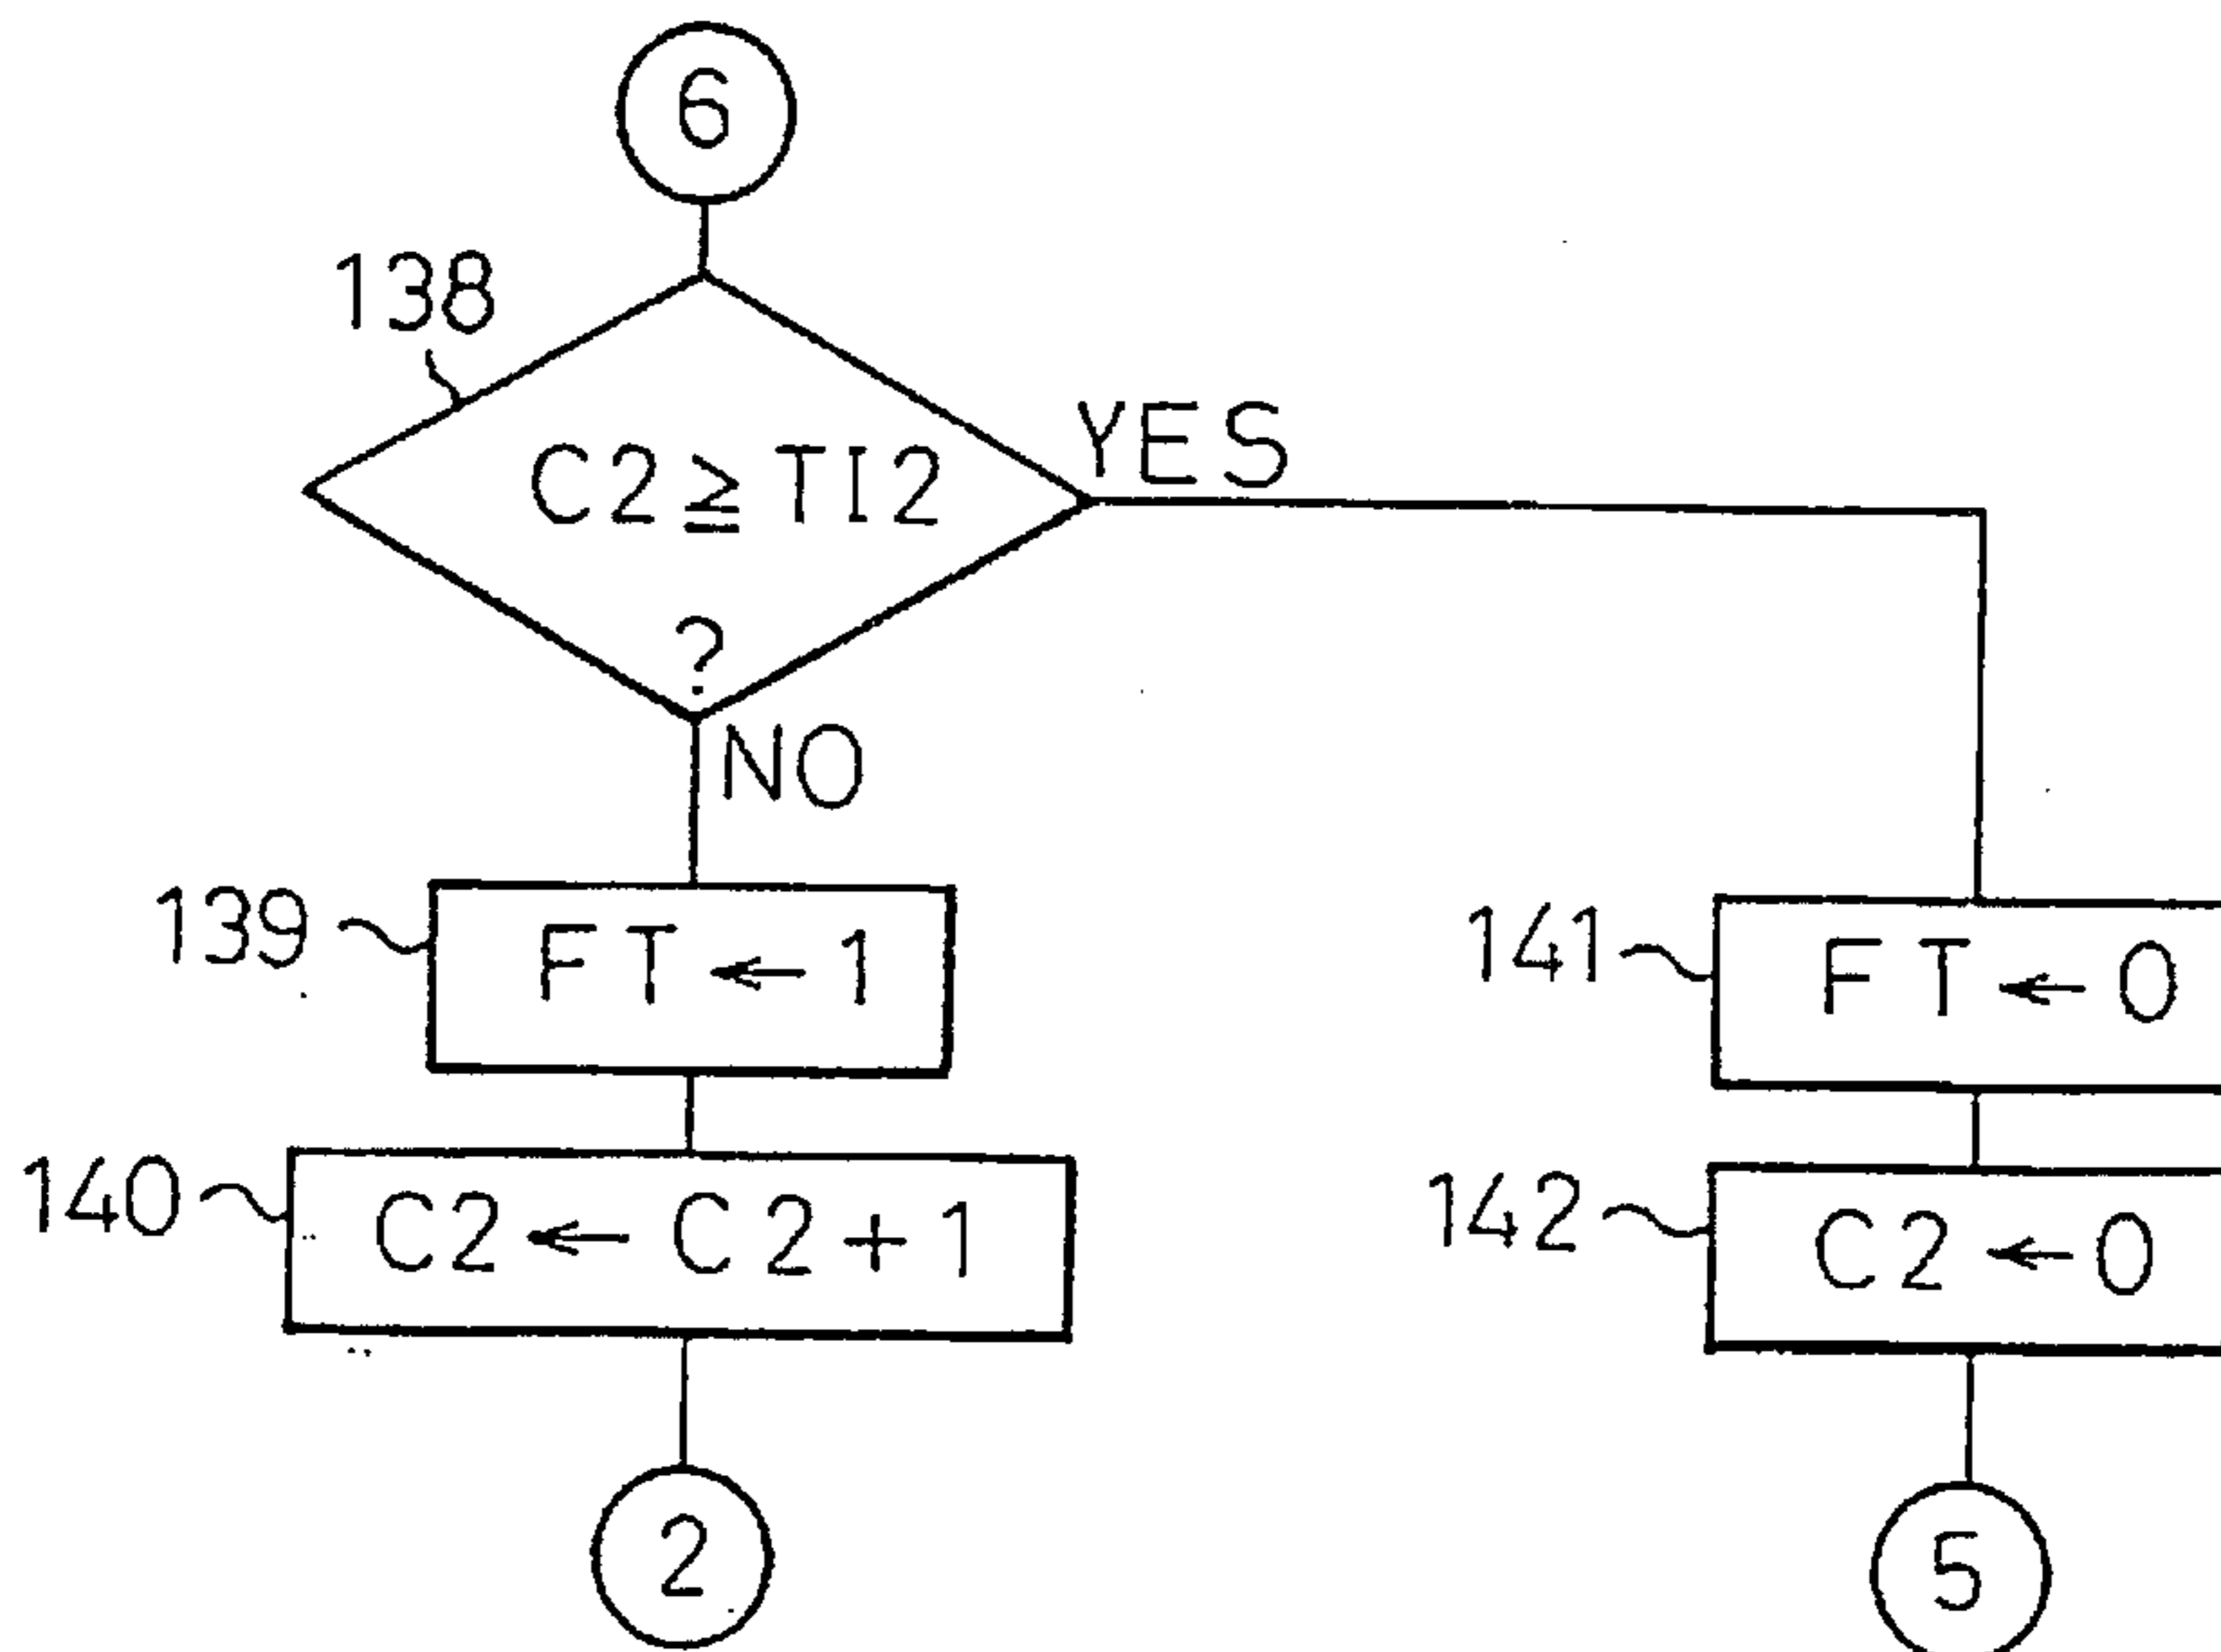 6
138
C2≧TI2
?
YES
NO
139
FT←1
140
C2←C2+1
2
141
FT←0
142
C2←0
5